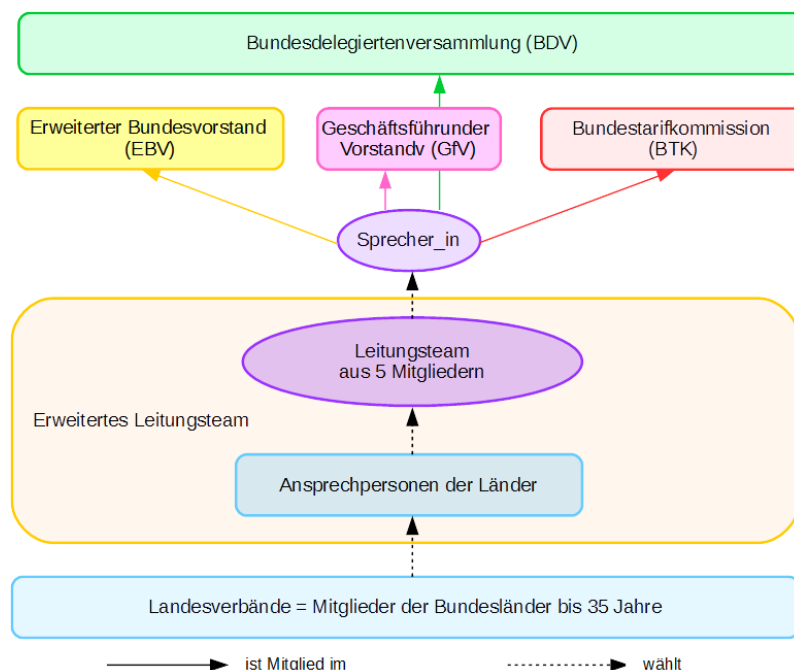 Bundesdelegiertenversammlung (BDV)
Erweiterter Bundesvorstand
(EBV)
Geschäftsführunder
Vorstandv (GfV)
Bundestarifkommission
(BTK)
Sprecher_in
Leitungsteam
aus 5 Mitgliedern
Erweitertes Leitungsteam
Ansprechpersonen der Länder
Landesverbände = Mitglieder der Bundesländer bis 35 Jahre
ist Mitglied im
wählt